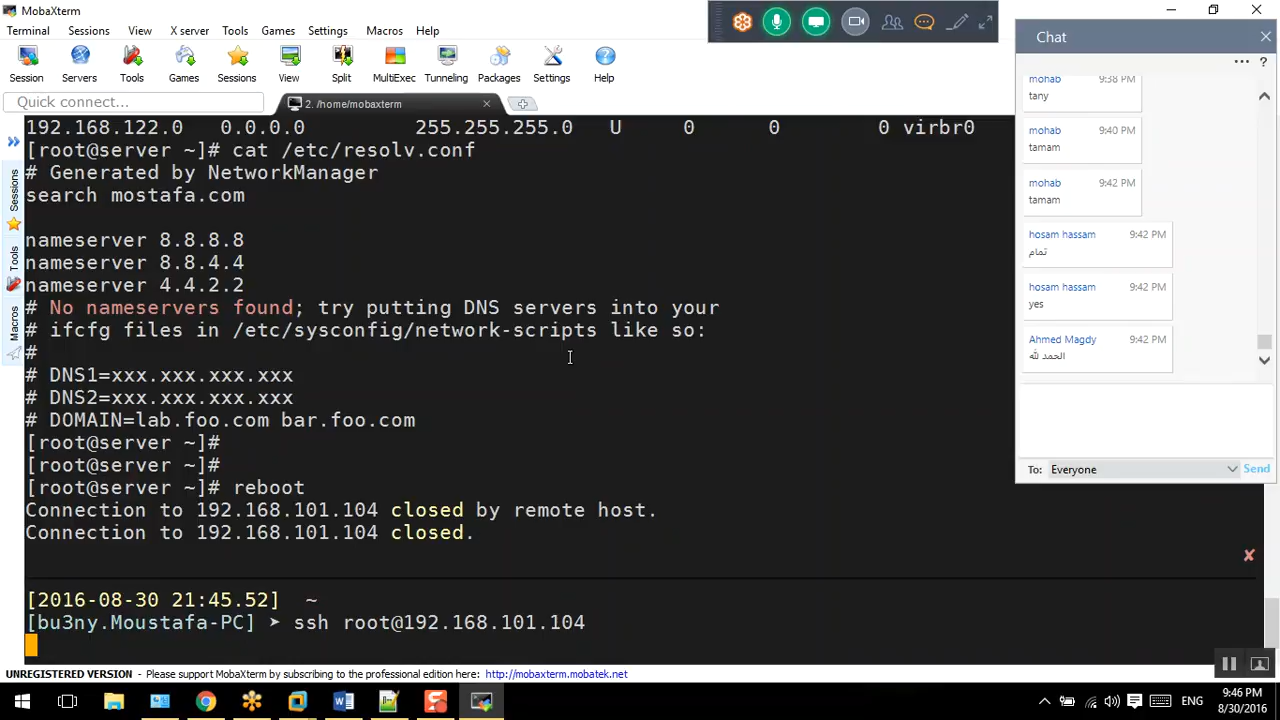 MobaXterm
Terminal Sessions View X server Tools Games Settings Macros Help
Session Servers Tools Games Sessions View Split MultiExec Tunneling Packages Settings Help
Quick connect...
2. /home/mobaxterm
Sessions
Tools
Macros
192.168.122.0 0.0.0.0 255.255.255.0 U 0 0 0 virbr0
[root@server ~]# cat /etc/resolv.conf
# Generated by NetworkManager
search mostafa.com
nameserver 8.8.8.8
nameserver 8.8.4.4
nameserver 4.4.2.2
# No nameservers found; try putting DNS servers into your
# ifcfg files in /etc/sysconfig/network-scripts like so:
#
# DNS1=xxx.xxx.xxx.xxx
# DNS2=xxx.xxx.xxx.xxx
# DOMAIN=lab.foo.com bar.foo.com
[root@server ~]#
[root@server ~]#
[root@server ~]# reboot
Connection to 192.168.101.104 closed by remote host.
Connection to 192.168.101.104 closed.
[2016-08-30 21:45.52] ~
[bu3ny.Moustafa-PC] ➤ ssh root@192.168.101.104
UNREGISTERED VERSION - Please support MobaXterm by subscribing to the professional edition here: http://mobaxterm.mobatek.net
Chat
mohab 9:38 PM
tany
mohab 9:40 PM
tamam
mohab 9:42 PM
tamam
hosam hassam 9:42 PM
تمام
hosam hassam 9:42 PM
yes
Ahmed Magdy 9:42 PM
الحمد لله
To: Everyone Send
ENG
9:46 PM
8/30/2016